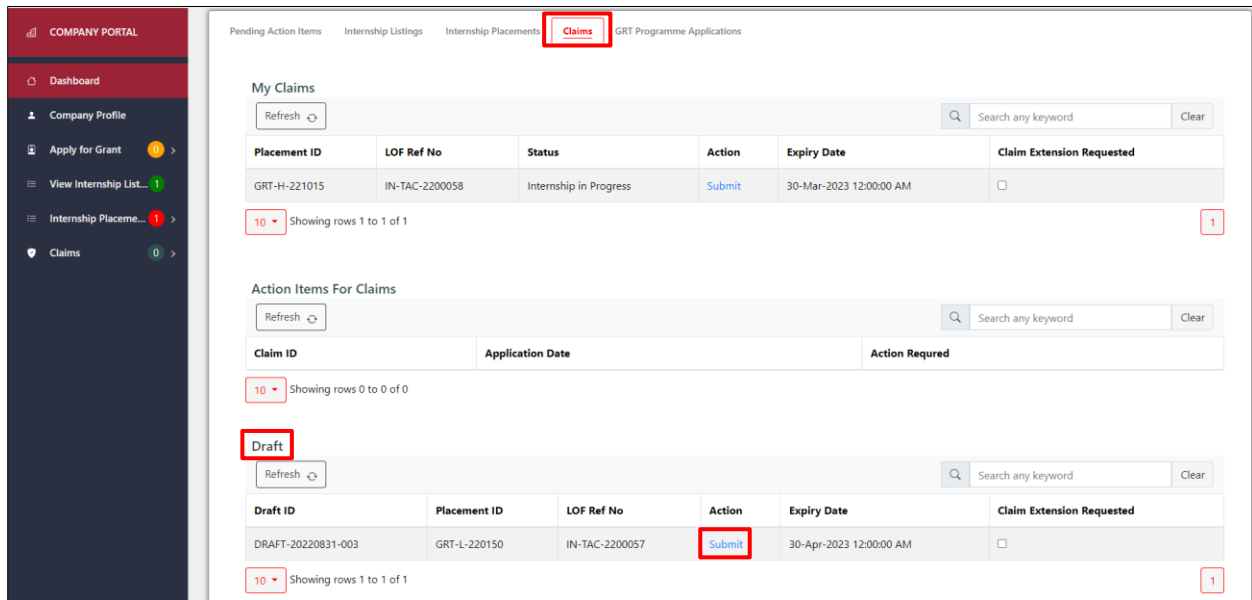 COMPANY PORTAL
Dashboard
Company Profile
Apply for Grant 0
View Internship List... 1
Internship Placeme... 1
Claims 0
Pending Action Items Internship Listings Internship Placements Claims GRT Programme Applications
My Claims
Refresh Search any keyword Clear
Placement ID LOF Ref No Status Action Expiry Date Claim Extension Requested
GRT-H-221015 IN-TAC-2200058 Internship in Progress Submit 30-Mar-2023 12:00:00 AM
10 Showing rows 1 to 1 of 1 1
Action Items For Claims
Refresh Search any keyword Clear
Claim ID Application Date Action Requred
10 Showing rows 0 to 0 of 0
Draft
Refresh Search any keyword Clear
Draft ID Placement ID LOF Ref No Action Expiry Date Claim Extension Requested
DRAFT-20220831-003 GRT-L-220150 IN-TAC-2200057 Submit 30-Apr-2023 12:00:00 AM
10 Showing rows 1 to 1 of 1 1